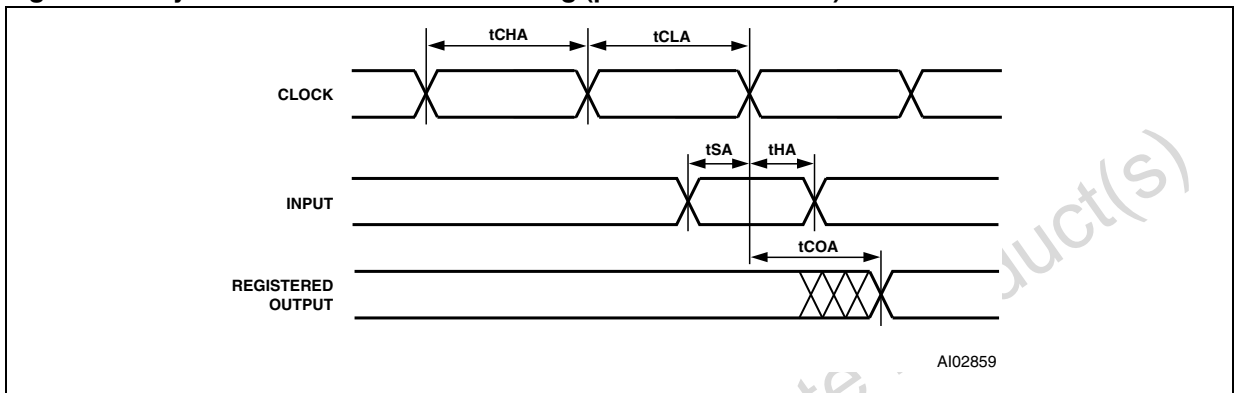 tCHA tCLA
CLOCK
tSA tHA
INPUT
tCOA
REGISTERED
OUTPUT
AI02859